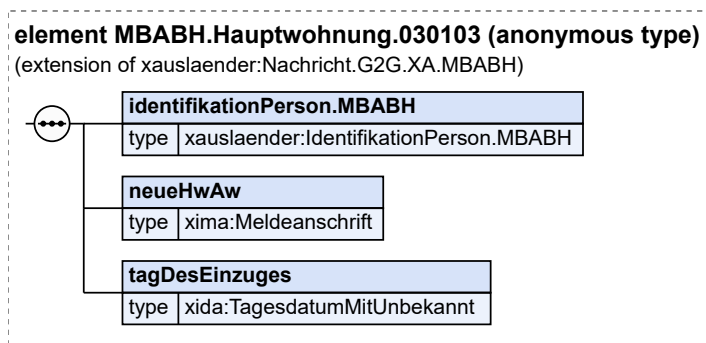 element MBABH.Hauptwohnung.030103 (anonymous type)
(extension of xauslaender:Nachricht.G2G.XA.MBABH)
identifikationPerson.MBABH
type xauslaender:IdentifikationPerson.MBABH
neueHwAw
type xima:Meldeanschrift
tagDesEinzuges
type xida:TagesdatumMitUnbekannt